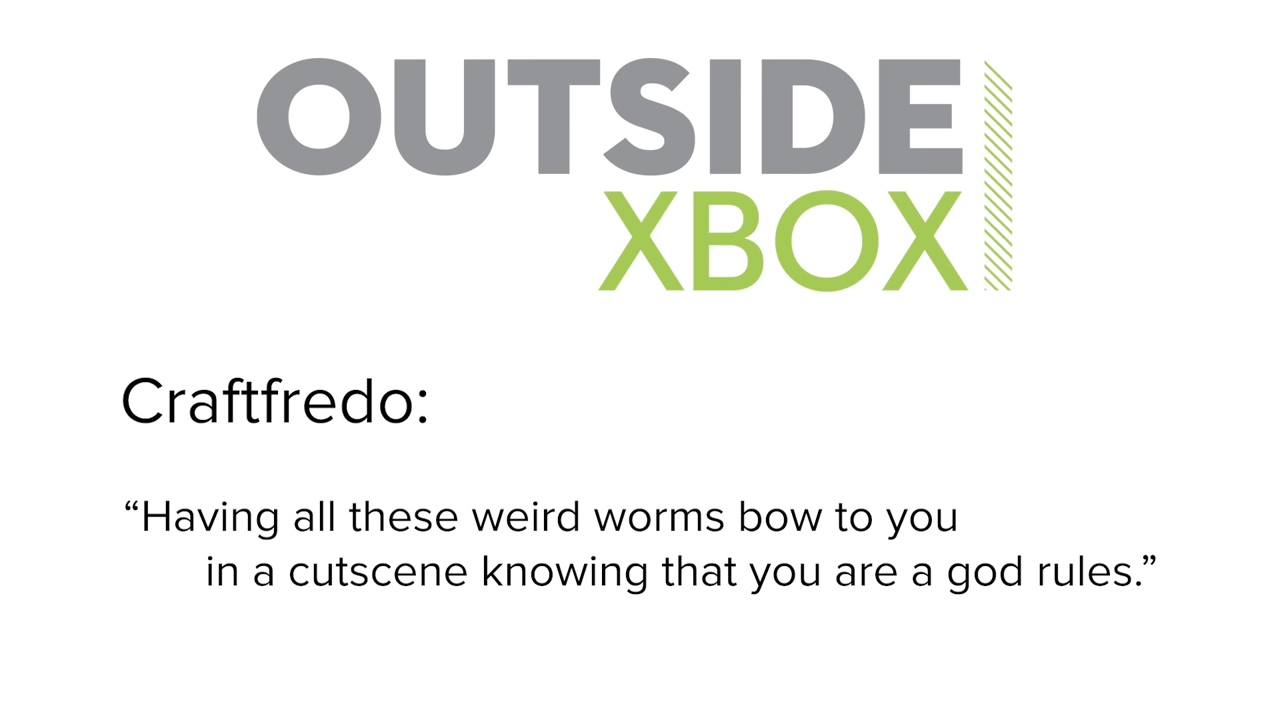 OUTSIDE
XBOX
Craftfredo:
“Having all these weird worms bow to you
in a cutscene knowing that you are a god rules.”